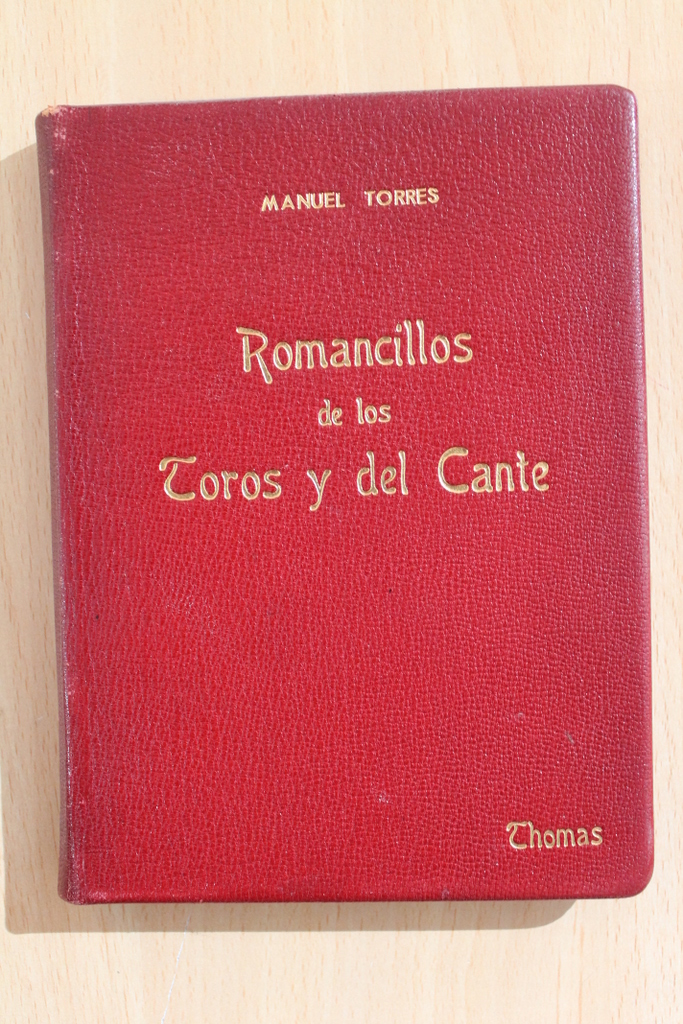 MANUEL TORRES
Romancillos
de los
Toros y del Cante
Thomas